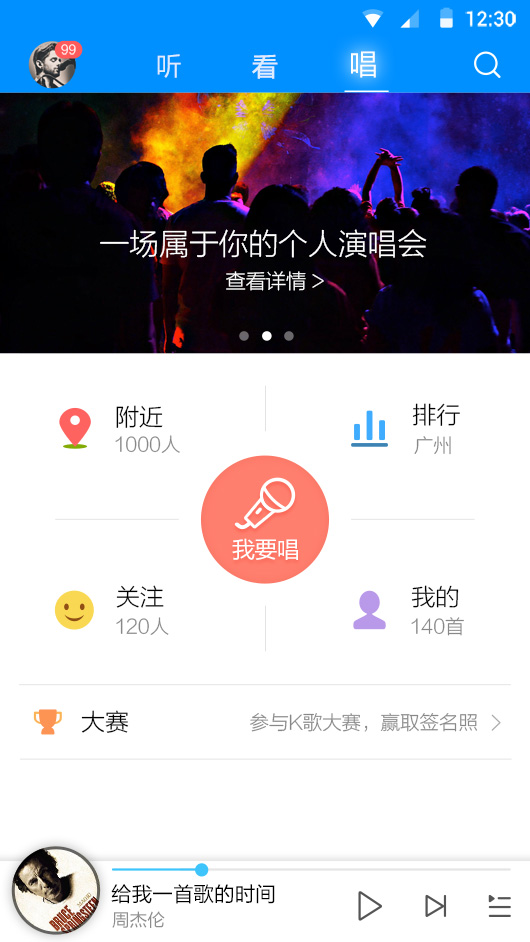 12:30
99
听 看 唱
一场属于你的个人演唱会
查看详情 >
附近
1000人
排行
广州
我要唱
关注
120人
我的
140首
大赛
参与K歌大赛，赢取签名照
BRUCE
SPRINGSTEEN
给我一首歌的时间
周杰伦